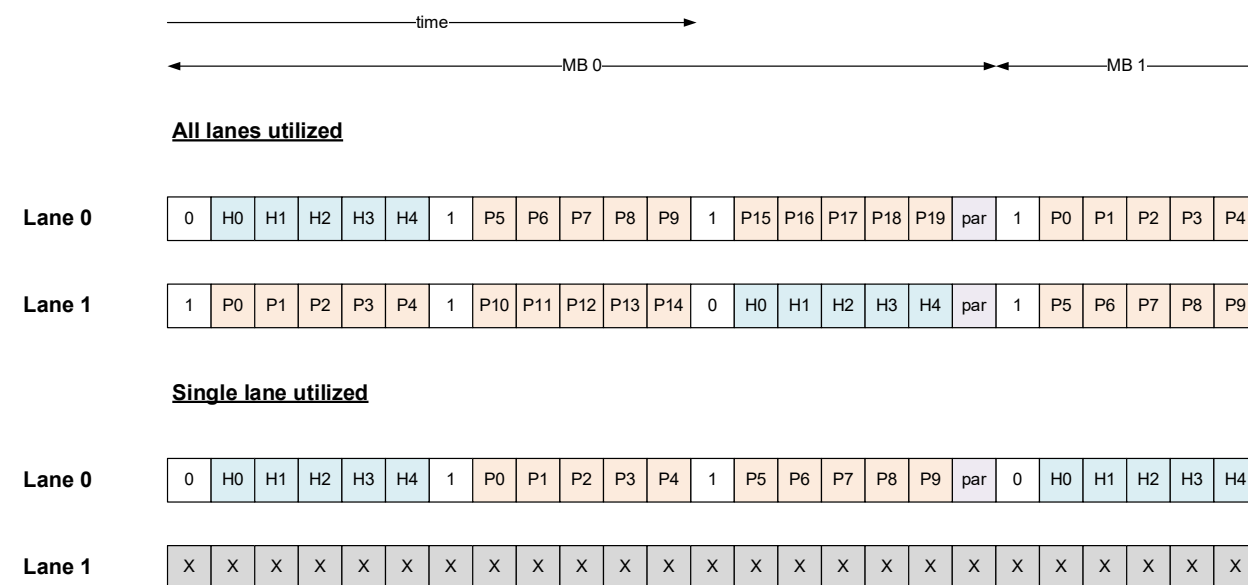 time
MB 0 MB 1
All lanes utilized
Lane 0 0 H0 H1 H2 H3 H4 1 P5 P6 P7 P8 P9 1 P15 P16 P17 P18 P19 par 1 P0 P1 P2 P3 P4
Lane 1 1 P0 P1 P2 P3 P4 1 P10 P11 P12 P13 P14 0 H0 H1 H2 H3 H4 par 1 P5 P6 P7 P8 P9
Single lane utilized
Lane 0 0 H0 H1 H2 H3 H4 1 P0 P1 P2 P3 P4 1 P5 P6 P7 P8 P9 par 0 H0 H1 H2 H3 H4
Lane 1 X X X X X X X X X X X X X X X X X X X X X X X X X